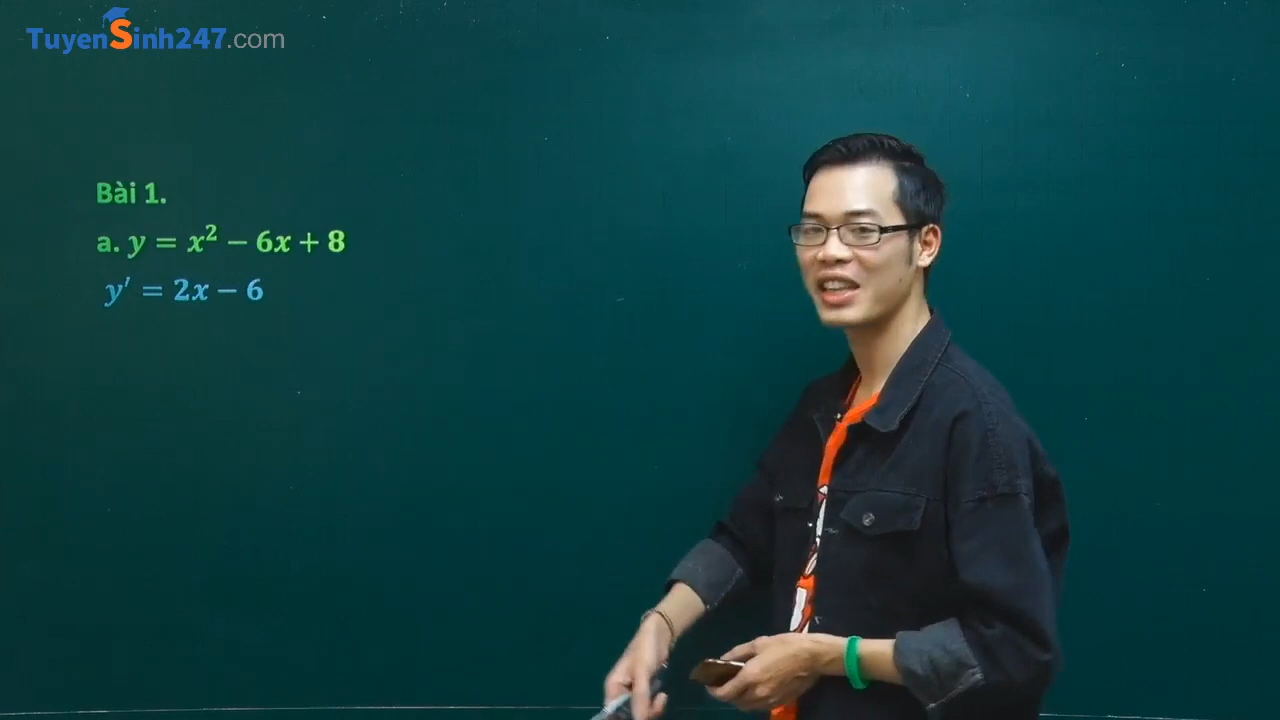 TuyenSinh247.com
Bài 1.
a. y = x² − 6x + 8
y′ = 2x − 6